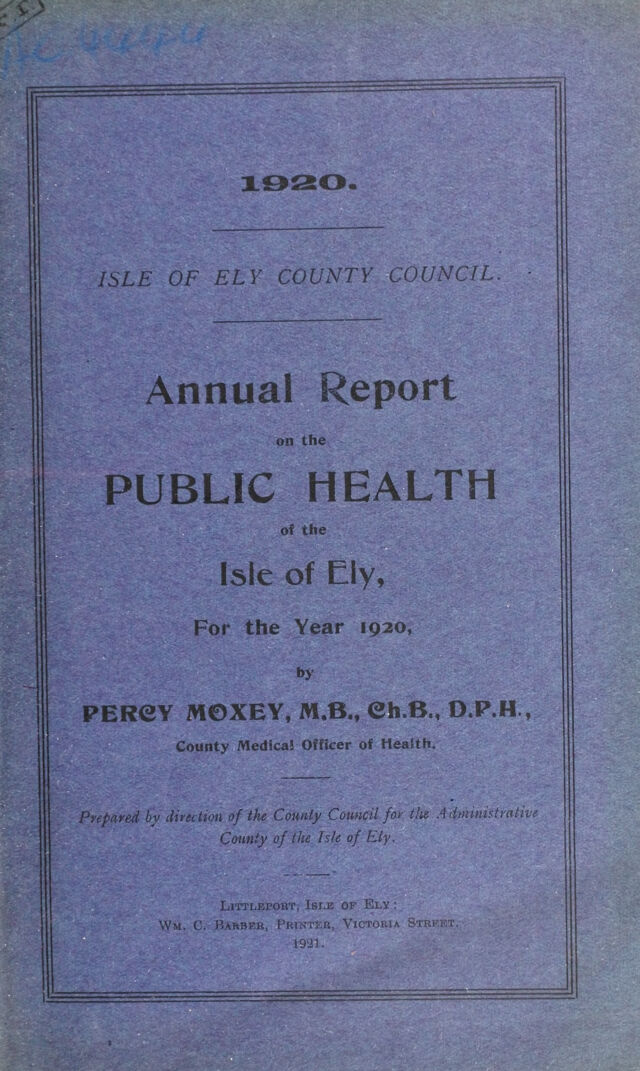 1920.
ISLE OF ELY COUNTY COUNCIL.
Annual Report
on the
PUBLIC HEALTH
of the
Isle of Ely,
For the Year 1920,
by
PERCY MOXEY, M.B., Ch.B., D.P.H.,
County Medical Officer of Health.
Prepared by direction of the County Council for the Administrative
County of the Isle of Ely.
Littleport, Isle of Ely:
Wm. C. Barber, Printer, Victoria Street.
1921.